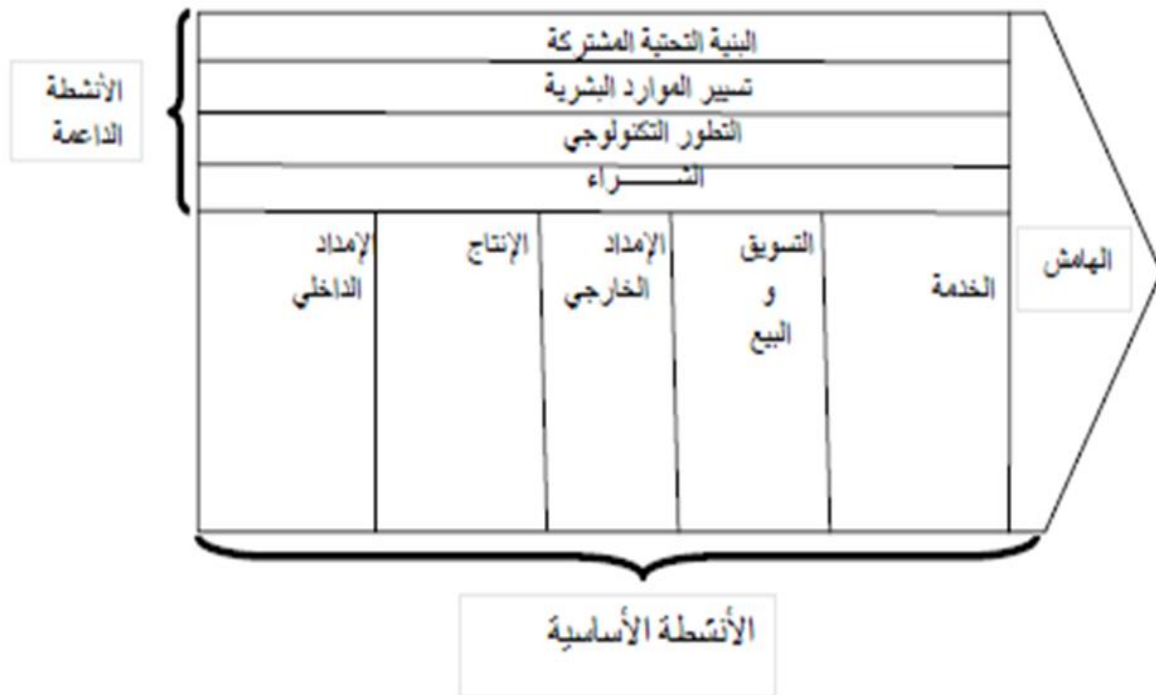 البنية التحتية المشتركة
تسيير الموارد البشرية
التطور التكنولوجي
الشـــــــراء
الأنشطة
الداعمة
الإمداد
الداخلي
الإنتاج
الإمداد
الخارجي
التسويق
و
البيع
الخدمة
الهامش
الأنشطة الأساسية